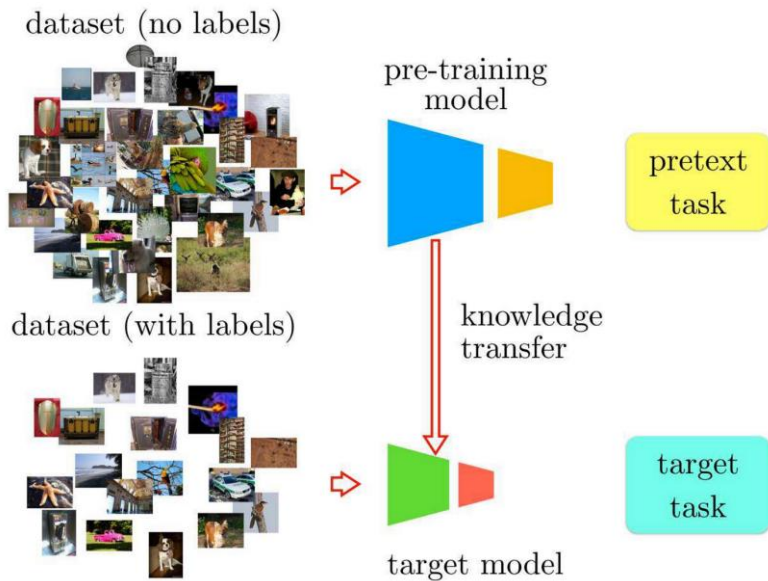 dataset (no labels)
pre-training
model
pretext
task
dataset (with labels)
knowledge
transfer
target
task
target model